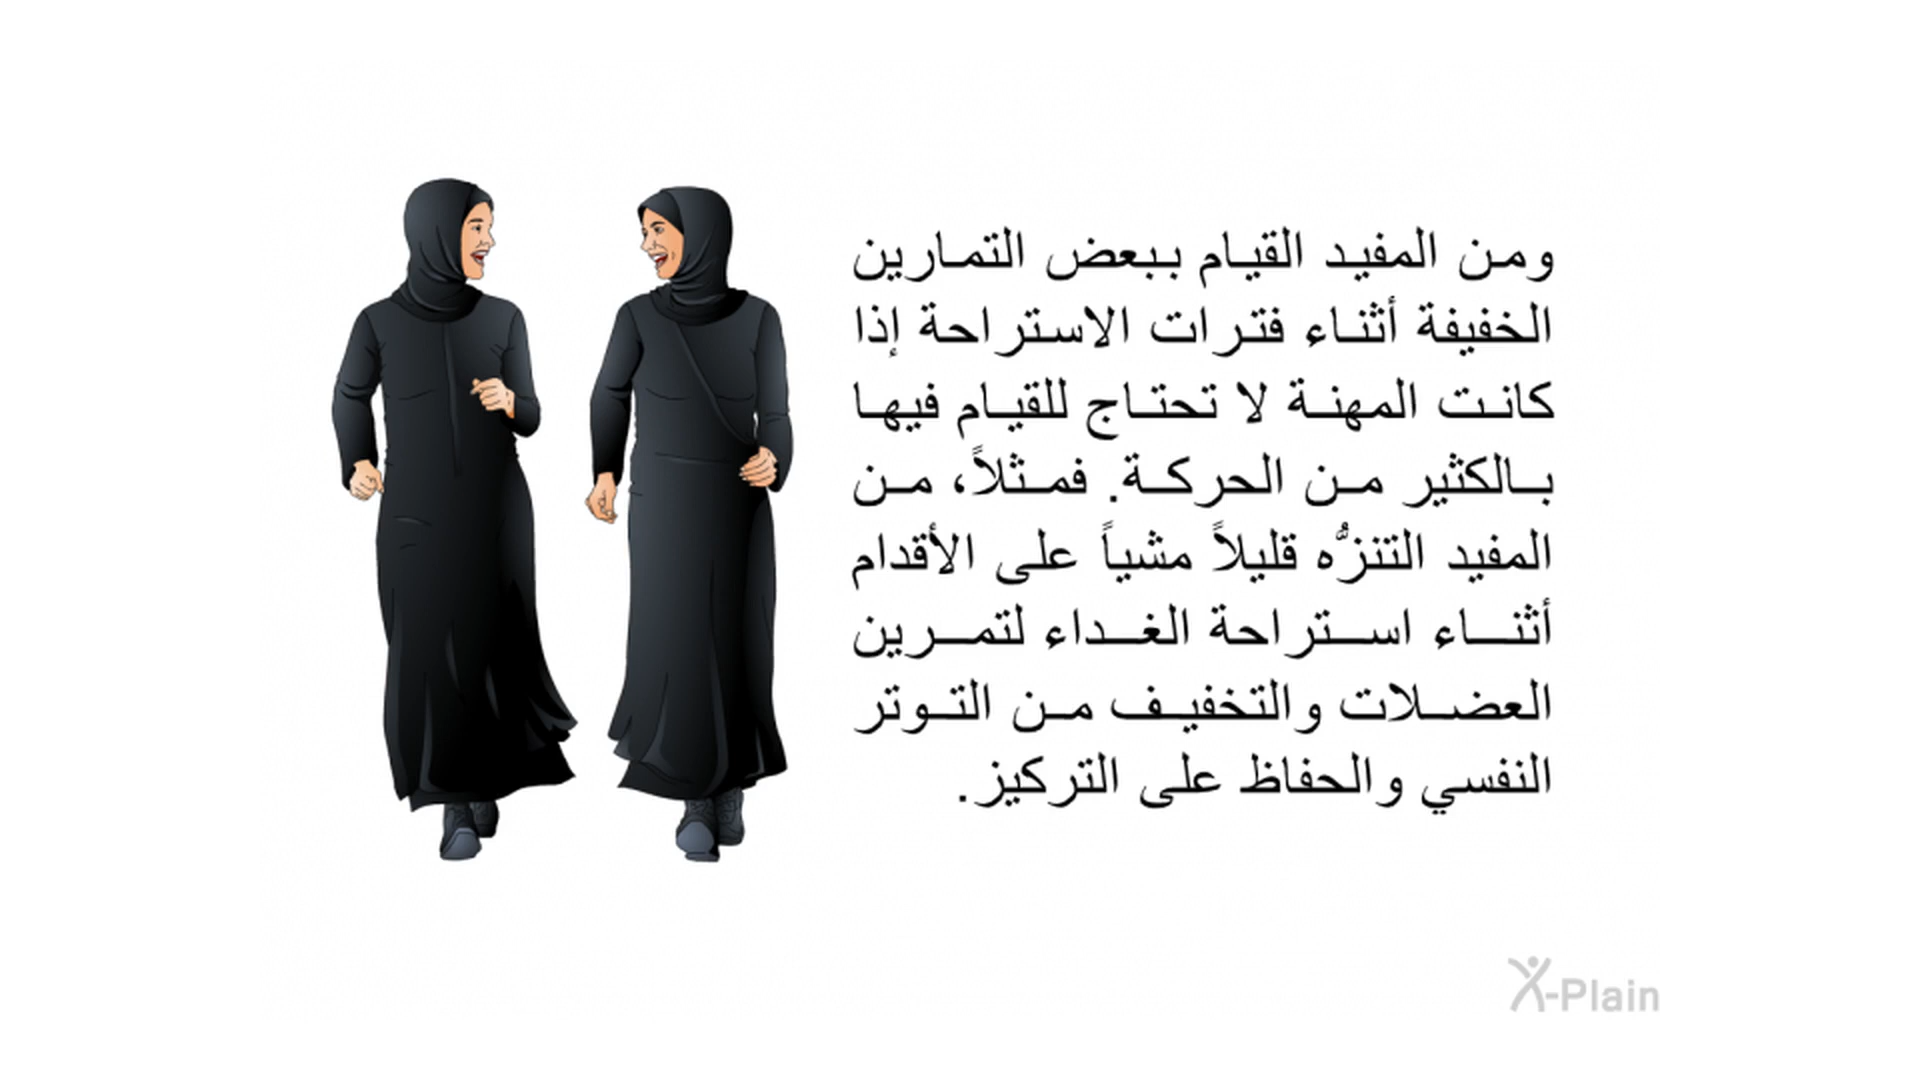 ومن المفيد القيام ببعض التمارين
الخفيفة أثناء فترات الاستراحة إذا
كانت المهنة لا تحتاج للقيام فيها
بالكثير من الحركة. فمثلاً، من
المفيد التنزُّه قليلاً مشياً على الأقدام
أثناء استراحة الغداء لتمرين
العضلات والتخفيف من التوتر
النفسي والحفاظ على التركيز.
X-Plain